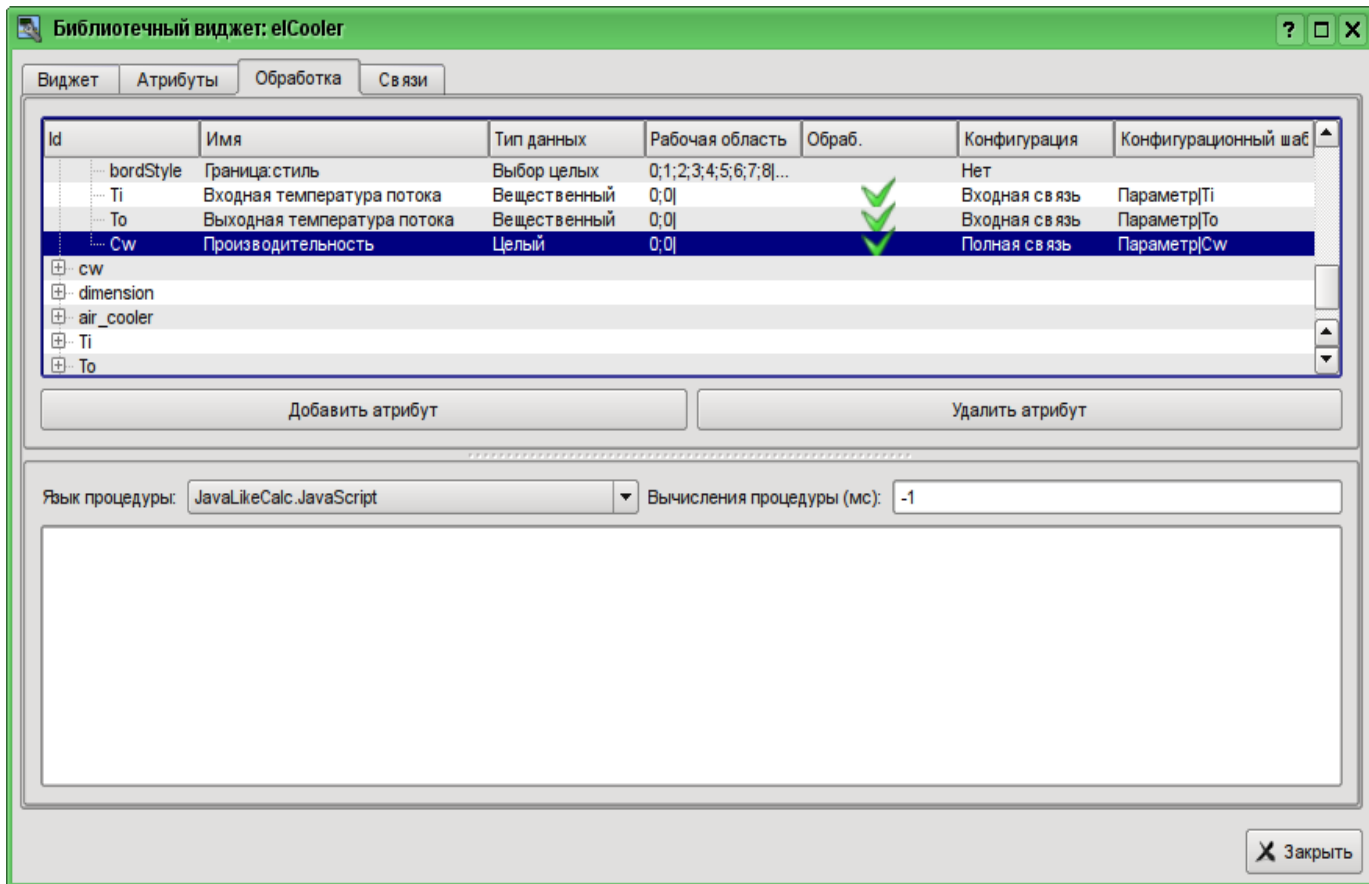 Библиотечный виджет: elCooler
Виджет Атрибуты Обработка Связи
Id Имя Тип данных Рабочая область Обраб. Конфигурация Конфигурационный шаб
bordStyle Граница:стиль Выбор целых 0;1;2;3;4;5;6;7;8|... Нет
Ti Входная температура потока Вещественный 0;0| Входная связь Параметр|Ti
To Выходная температура потока Вещественный 0;0| Входная связь Параметр|To
Cw Производительность Целый 0;0| Полная связь Параметр|Cw
cw
dimension
air_cooler
Ti
To
Добавить атрибут Удалить атрибут
Язык процедуры: JavaLikeCalc.JavaScript Вычисления процедуры (мс): -1
Закрыть